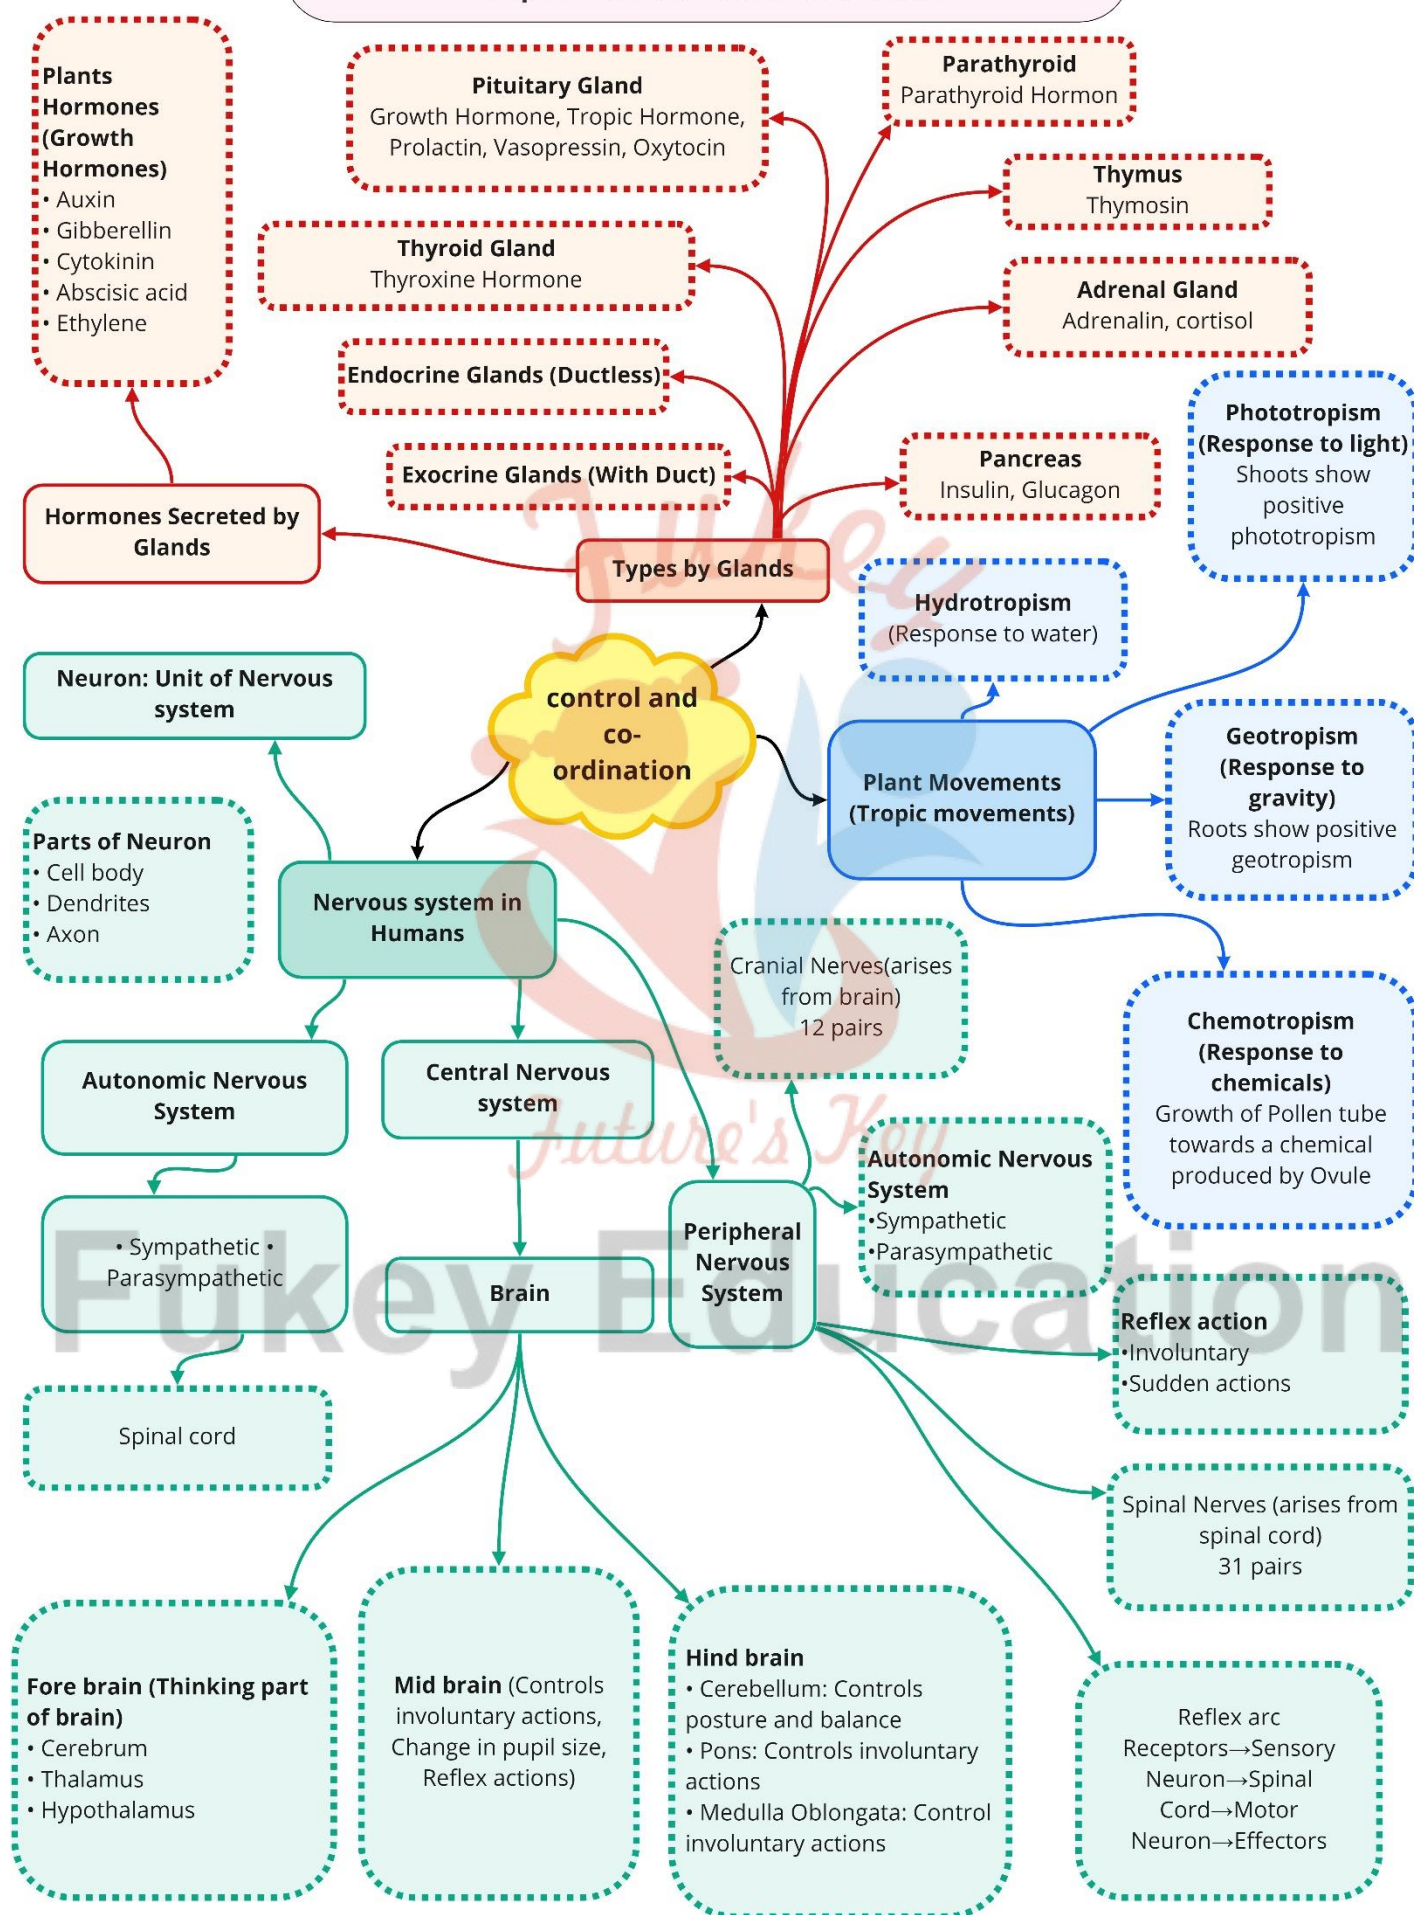 Plants
Hormones
(Growth
Hormones)
• Auxin
• Gibberellin
• Cytokinin
• Abscisic acid
• Ethylene
Pituitary Gland
Growth Hormone, Tropic Hormone,
Prolactin, Vasopressin, Oxytocin
Parathyroid
Parathyroid Hormon
Thymus
Thymosin
Thyroid Gland
Thyroxine Hormone
Adrenal Gland
Adrenalin, cortisol
Endocrine Glands (Ductless)
Exocrine Glands (With Duct)
Pancreas
Insulin, Glucagon
Phototropism
(Response to light)
Shoots show
positive
phototropism
Hormones Secreted by
Glands
Types by Glands
Hydrotropism
(Response to water)
Fukey
Neuron: Unit of Nervous
system
control and
co-
ordination
Plant Movements
(Tropic movements)
Geotropism
(Response to
gravity)
Roots show positive
geotropism
Parts of Neuron
• Cell body
• Dendrites
• Axon
Nervous system in
Humans
Cranial Nerves(arises
from brain)
12 pairs
Chemotropism
(Response to
chemicals)
Growth of Pollen tube
towards a chemical
produced by Ovule
Autonomic Nervous
System
Central Nervous
system
Future's Key
Autonomic Nervous
System
•Sympathetic
•Parasympathetic
Peripheral
Nervous
System
• Sympathetic •
Parasympathetic
Brain
Fukey Education
Reflex action
•Involuntary
•Sudden actions
Spinal cord
Spinal Nerves (arises from
spinal cord)
31 pairs
Fore brain (Thinking part
of brain)
• Cerebrum
• Thalamus
• Hypothalamus
Mid brain (Controls
involuntary actions,
Change in pupil size,
Reflex actions)
Hind brain
• Cerebellum: Controls
posture and balance
• Pons: Controls involuntary
actions
• Medulla Oblongata: Control
involuntary actions
Reflex arc
Receptors→Sensory
Neuron→Spinal
Cord→Motor
Neuron→Effectors